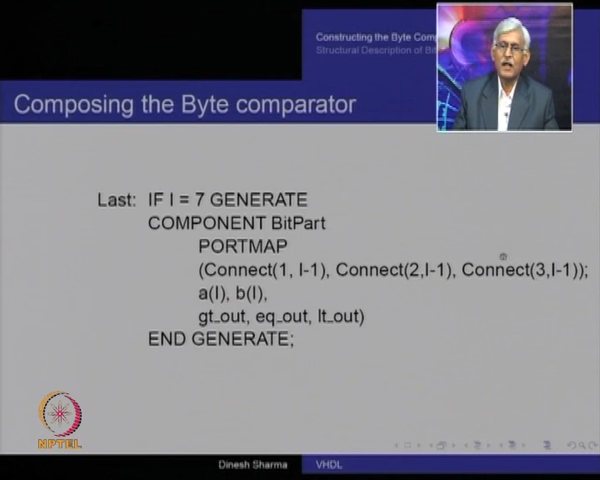 Constructing the Byte Com
Structural Description of Bi
Composing the Byte comparator
Last: IF I = 7 GENERATE
COMPONENT BitPart
PORTMAP
(Connect(1, I-1), Connect(2,I-1), Connect(3,I-1));
a(I), b(I),
gt_out, eq_out, lt_out)
END GENERATE;
NPTEL
Dinesh Sharma VHDL